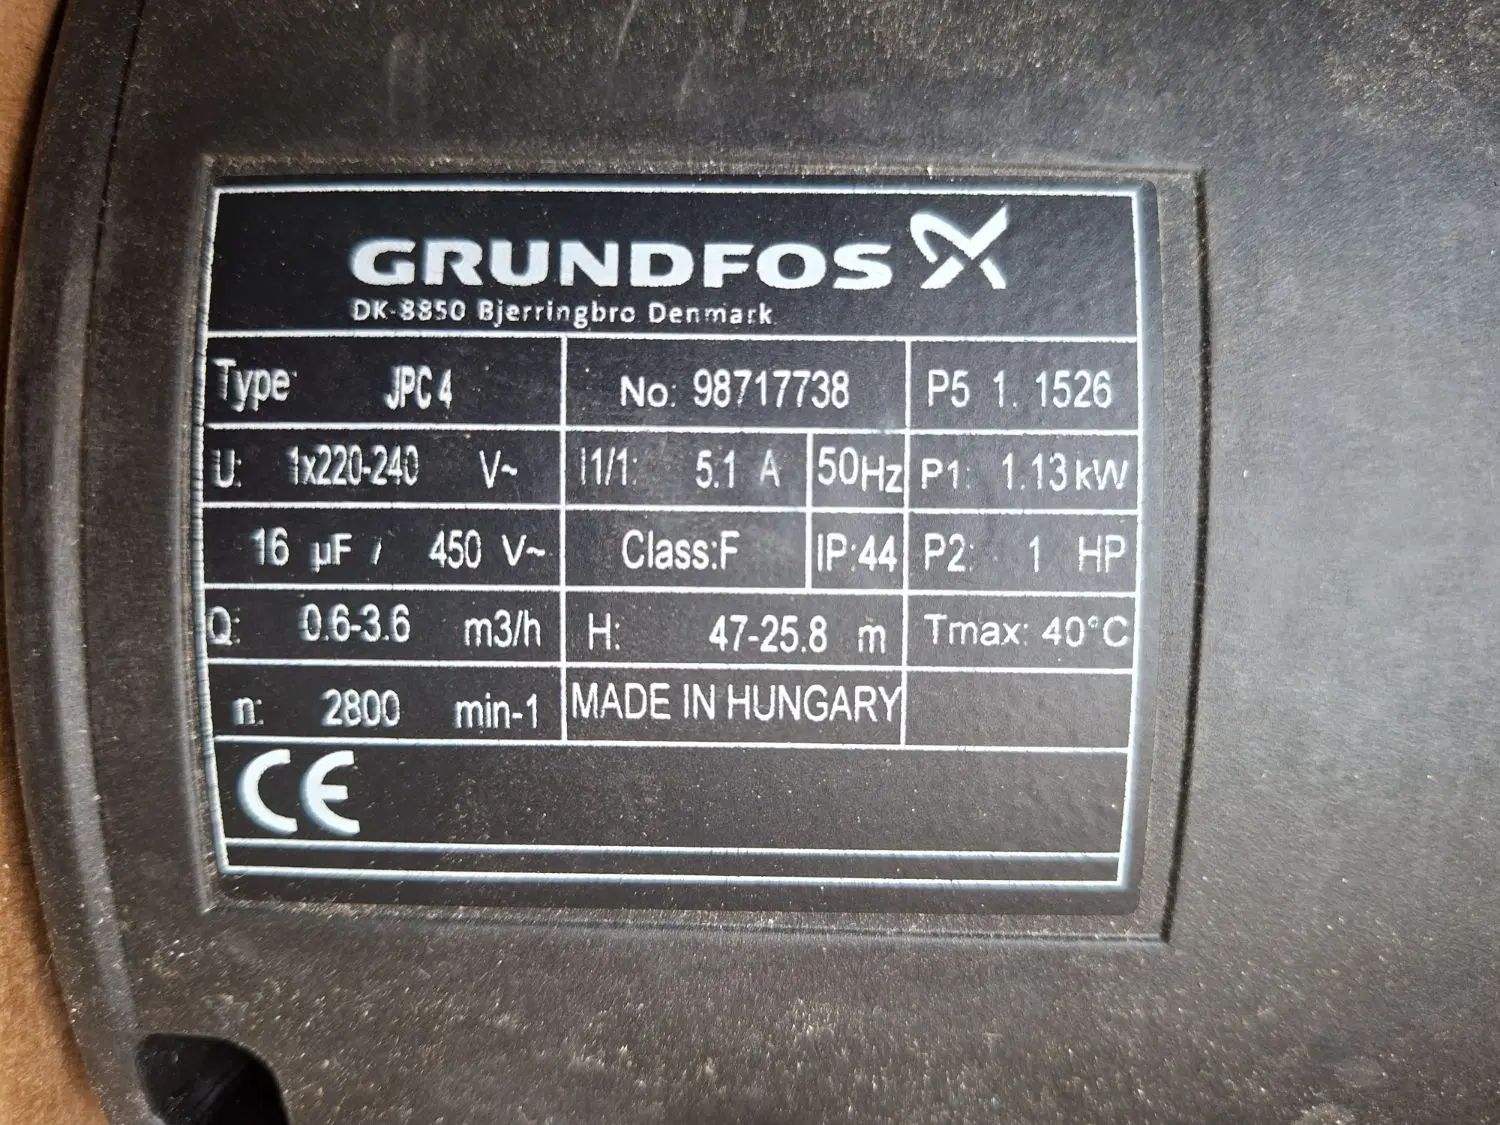 GRUNDFOS
DK-8850 Bjerringbro Denmark
Type JPC 4 No: 98717738 P5 1. 1526
U: 1x220-240 V~ I1/1: 5.1 A 50Hz P1: 1.13 kW
16 µF / 450 V~ Class:F IP:44 P2: 1 HP
Q: 0.6-3.6 m3/h H: 47-25.8 m Tmax: 40°C
n: 2800 min-1 MADE IN HUNGARY
CE